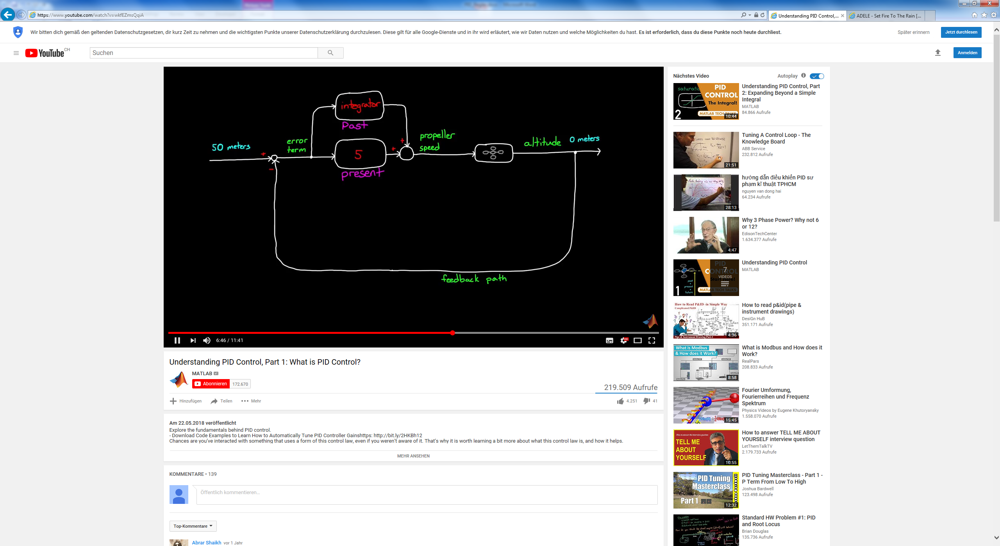 https://www.youtube.com/watch?v=wkfEZmsQqiA
Understanding PID Control,...
ADELE - Set Fire To The Rain [...
Wir bitten dich gemäß den geltenden Datenschutzgesetzen, dir kurz Zeit zu nehmen und die wichtigsten Punkte unserer Datenschutzerklärung durchzulesen. Diese gilt für alle Google-Dienste und in ihr wird erläutert, wie wir Daten nutzen und welche Möglichkeiten du hast. Es ist erforderlich, dass du diese Punkte noch heute durchliest.
Später erinnern
Jetzt durchlesen
YouTube CH
Suchen
Anmelden
integrator
Past
50 meters
+
-
error
term
5
present
+
+
propeller
speed
altitude
0 meters
feedback path
6:46 / 11:41
HD
Understanding PID Control, Part 1: What is PID Control?
MATLAB
Abonnieren 172.670
219.509 Aufrufe
Hinzufügen
Teilen
Mehr
4.251
41
Am 22.05.2018 veröffentlicht
Explore the fundamentals behind PID control.
- Download Code Examples to Learn How to Automatically Tune PID Controller Gainshttps: http://bit.ly/2HKBh12
Chances are you've interacted with something that uses a form of this control law, even if you weren't aware of it. That's why it is worth learning a bit more about what this control law is, and how it helps.
MEHR ANSEHEN
KOMMENTARE • 139
Öffentlich kommentieren...
Top-Kommentare
Abrar Shaikh vor 1 Jahr
Nächstes Video
Autoplay
PID
CONTROL
The Integral!
MATLAB TECH TALKS
2
10:44
Understanding PID Control, Part
2: Expanding Beyond a Simple
Integral
MATLAB
84.866 Aufrufe
21:51
Tuning A Control Loop - The
Knowledge Board
ABB Service
232.812 Aufrufe
28:13
hướng dẫn điều khiển PID sư
phạm kĩ thuật TPHCM
nguyen van dong hai
64.234 Aufrufe
4:47
Why 3 Phase Power? Why not 6
or 12?
EdisonTechCenter
1.634.377 Aufrufe
PID
CONTROL
Start Here!
MATLAB TECH TALKS
1
past
+
present
+
future
7
VIDEOS
Understanding PID Control
MATLAB
How to Read P&ID -in Simple Way
Complicated P&ID
Pipe & Instrument Drawing Part-1
4:36
How to read p&id(pipe &
instrument drawings)
DesiGn HuB
351.171 Aufrufe
What is Modbus
& How does it Work?
8:58
What is Modbus and How does it
Work?
RealPars
208.833 Aufrufe
15:45
Fourier Umformung,
Fourierreihen und Frequenz
Spektrum
Physics Videos by Eugene Khutoryansky
1.558.070 Aufrufe
How to answer the interview question
TELL ME
ABOUT
YOURSELF
10:55
How to answer TELL ME ABOUT
YOURSELF interview question
LetThemTalkTV
2.179.733 Aufrufe
PID Tuning
Masterclass
Part 1
12:32
PID Tuning Masterclass - Part 1 -
P Term From Low To High
Joshua Bardwell
123.498 Aufrufe
Standard HW Problem #1: PID
and Root Locus
Brian Douglas
135.736 Aufrufe